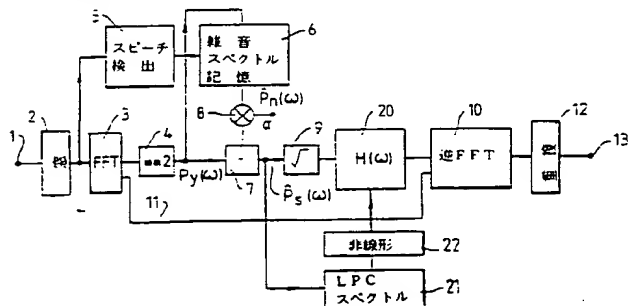 5
スピーチ
検出
雑音
スペクトル
記憶
6
P̂n(ω)
8
α
1
2
窓
3
FFT
4
**2
Py(ω)
-
7
9
√
P̂s(ω)
20
H(ω)
10
逆FFT
12
重複
13
11
非線形
22
LPC
スペクトル
21